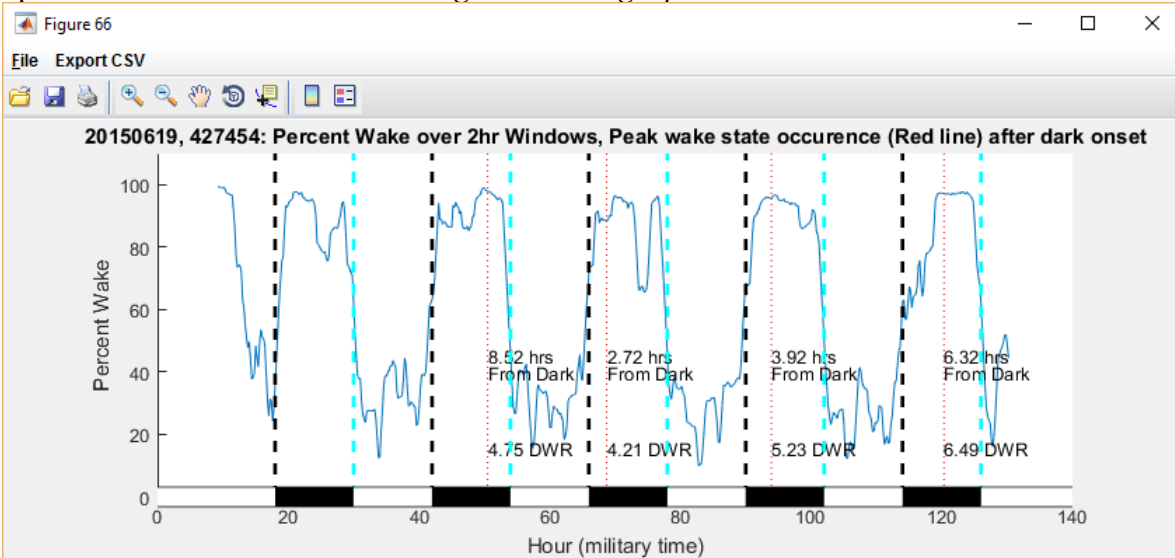 Figure 66
File Export CSV
20150619, 427454: Percent Wake over 2hr Windows, Peak wake state occurence (Red line) after dark onset
100
80
60
40
20
0
Percent Wake
8.52 hrs
From Dark
2.72 hrs
From Dark
3.92 hrs
From Dark
6.32 hrs
From Dark
4.75 DWR
4.21 DWR
5.23 DWR
6.49 DWR
0 20 40 60 80 100 120 140
Hour (military time)